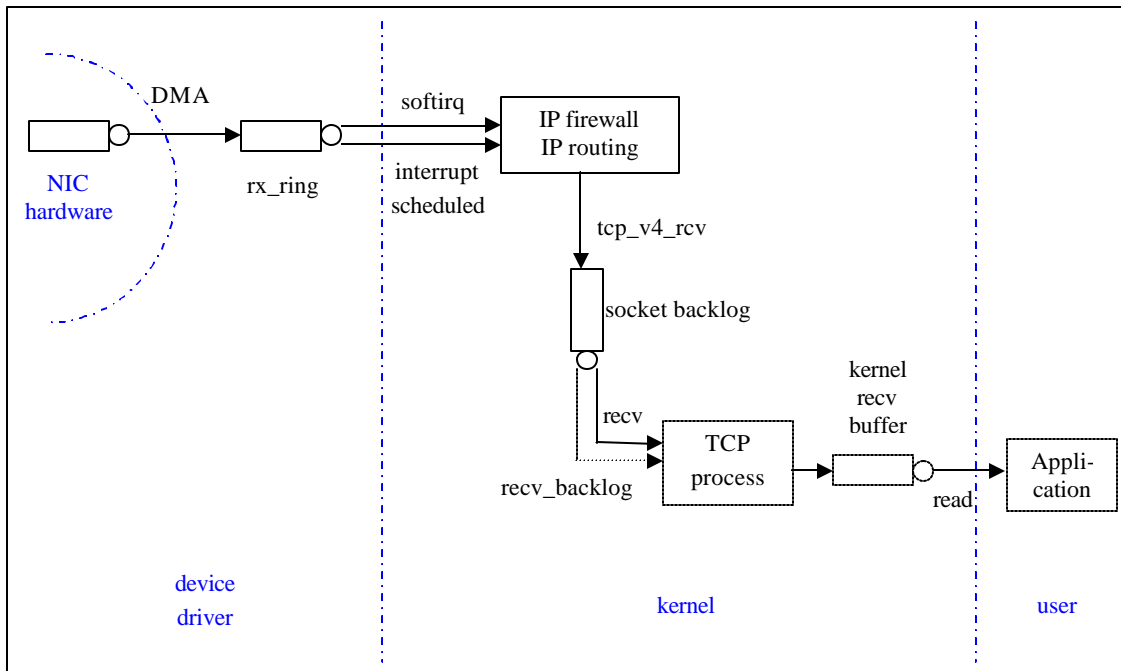 DMA
NIC
hardware
rx_ring
softirq
interrupt
scheduled
IP firewall
IP routing
tcp_v4_rcv
socket backlog
recv
recv_backlog
TCP
process
kernel
recv
buffer
read
Appli-
cation
device
driver
kernel
user